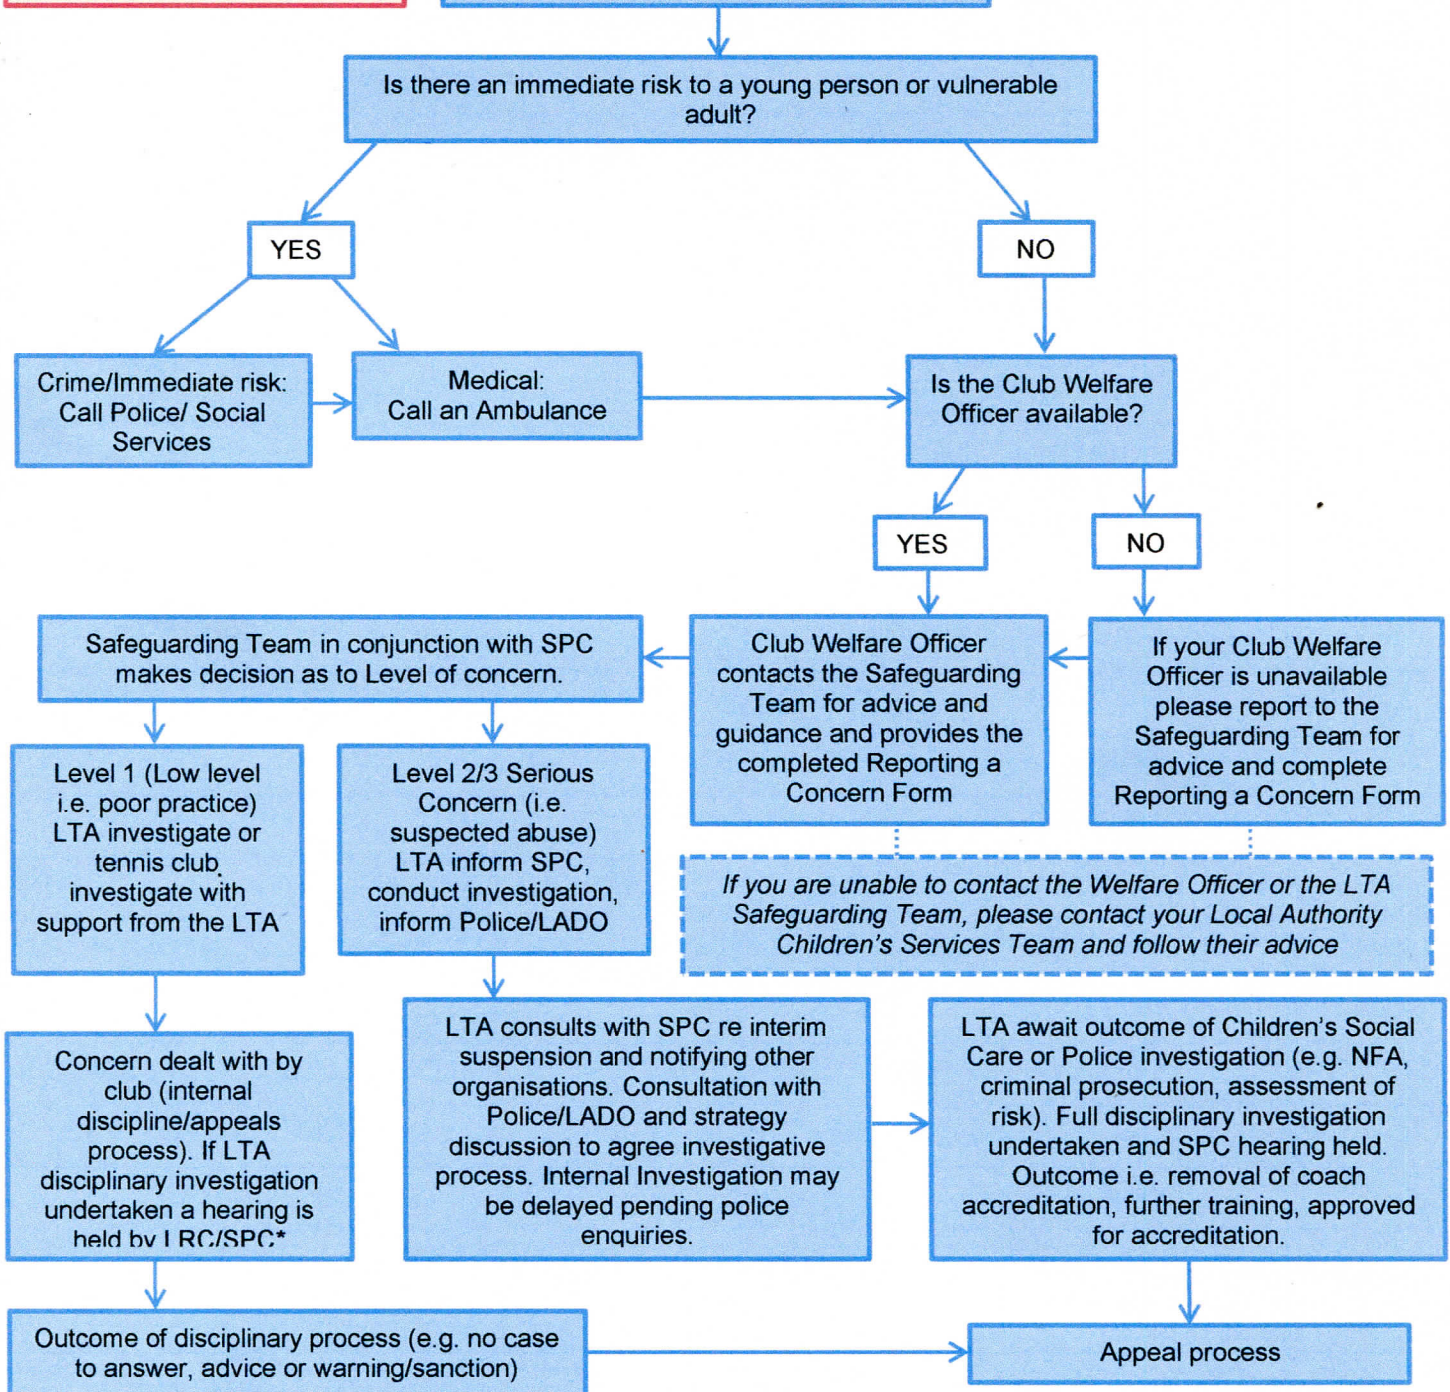 Is there an immediate risk to a young person or vulnerable
adult?
YES
NO
Crime/Immediate risk:
Call Police/ Social
Services
Medical:
Call an Ambulance
Is the Club Welfare
Officer available?
YES
NO
Safeguarding Team in conjunction with SPC
makes decision as to Level of concern.
Club Welfare Officer
contacts the Safeguarding
Team for advice and
guidance and provides the
completed Reporting a
Concern Form
If your Club Welfare
Officer is unavailable
please report to the
Safeguarding Team for
advice and complete
Reporting a Concern Form
Level 1 (Low level
i.e. poor practice)
LTA investigate or
tennis club
investigate with
support from the LTA
Level 2/3 Serious
Concern (i.e.
suspected abuse)
LTA inform SPC,
conduct investigation,
inform Police/LADO
If you are unable to contact the Welfare Officer or the LTA
Safeguarding Team, please contact your Local Authority
Children's Services Team and follow their advice
Concern dealt with by
club (internal
discipline/appeals
process). If LTA
disciplinary investigation
undertaken a hearing is
held by LRC/SPC*
LTA consults with SPC re interim
suspension and notifying other
organisations. Consultation with
Police/LADO and strategy
discussion to agree investigative
process. Internal Investigation may
be delayed pending police
enquiries.
LTA await outcome of Children's Social
Care or Police investigation (e.g. NFA,
criminal prosecution, assessment of
risk). Full disciplinary investigation
undertaken and SPC hearing held.
Outcome i.e. removal of coach
accreditation, further training, approved
for accreditation.
Outcome of disciplinary process (e.g. no case
to answer, advice or warning/sanction)
Appeal process